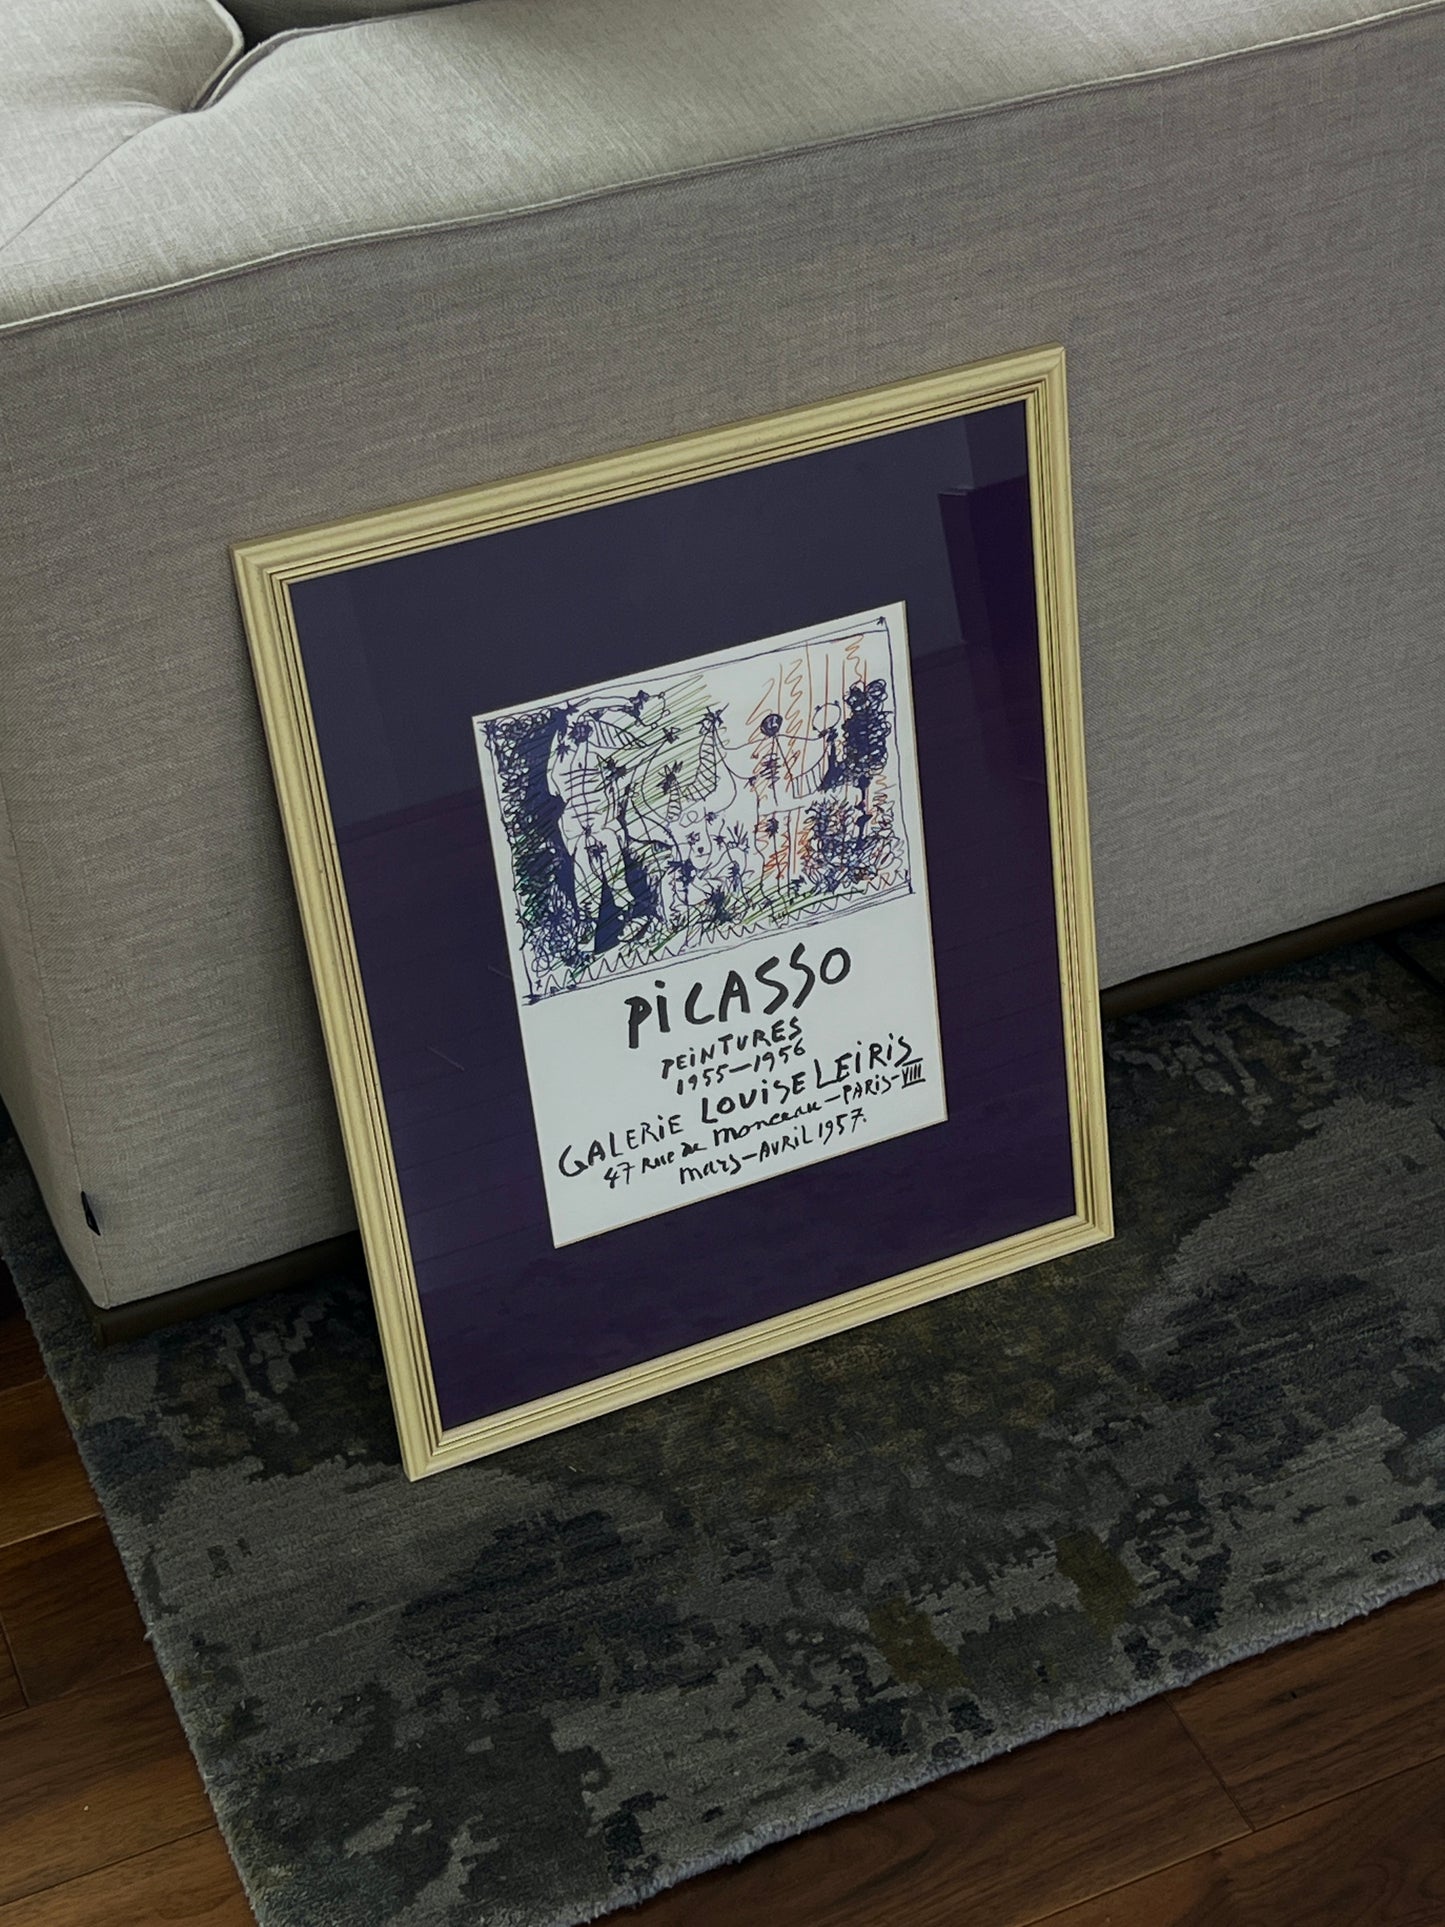 PiCASSO
PEiNTURES
1955—1956
GALERiE LOUiSE LEiRiS
47 Rue de Monceau—PARiS—VIII
Mars—AVRiL 1957.